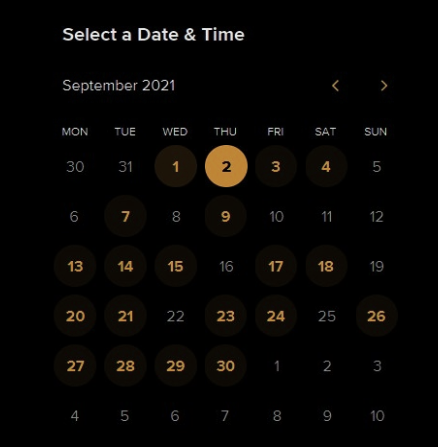 Select a Date & Time
September 2021
MON TUE WED THU FRI SAT SUN
30 31 1 2 3 4 5
6 7 8 9 10 11 12
13 14 15 16 17 18 19
20 21 22 23 24 25 26
27 28 29 30 1 2 3
4 5 6 7 8 9 10